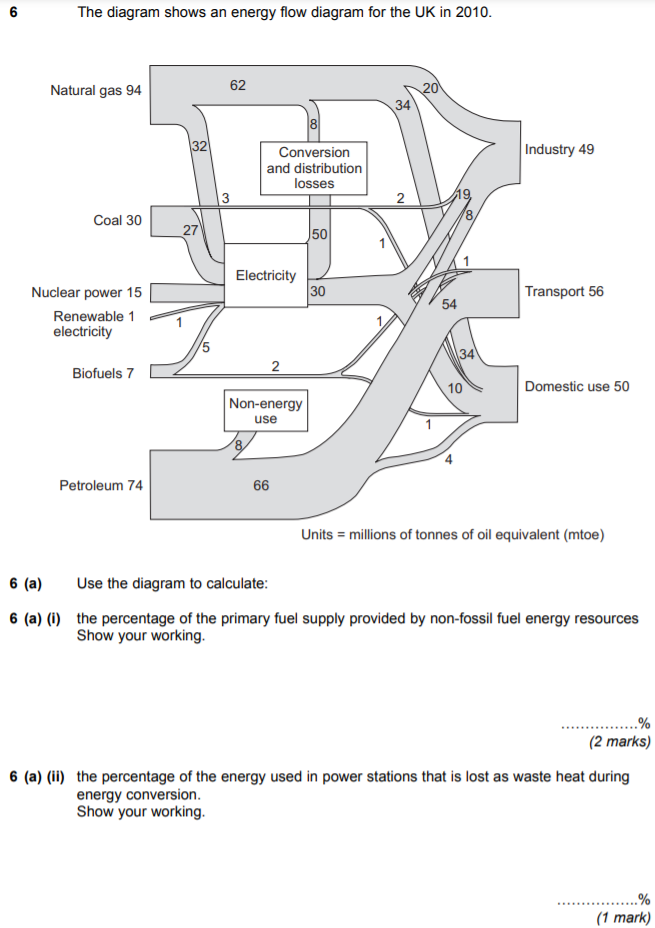 6 The diagram shows an energy flow diagram for the UK in 2010.
Natural gas 94
62
20
34
8
32
Conversion
and distribution
losses
Industry 49
3
2
19
Coal 30
27
50
1
8
Electricity
1
Nuclear power 15
30
Transport 56
54
Renewable 1
electricity
1
1
5
34
Biofuels 7
2
10
Domestic use 50
Non-energy
use
1
8
4
Petroleum 74
66
Units = millions of tonnes of oil equivalent (mtoe)
6 (a) Use the diagram to calculate:
6 (a) (i) the percentage of the primary fuel supply provided by non-fossil fuel energy resources
Show your working.
................%
(2 marks)
6 (a) (ii) the percentage of the energy used in power stations that is lost as waste heat during
energy conversion.
Show your working.
.................%
(1 mark)